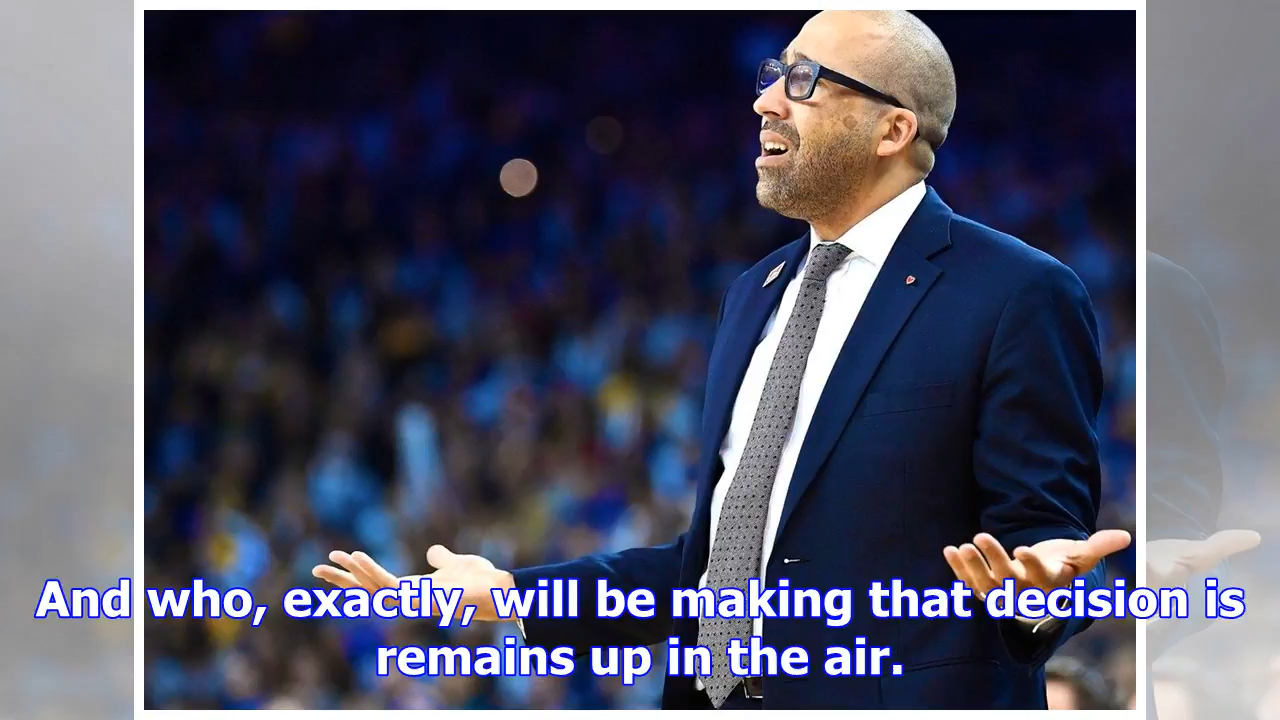 And who, exactly, will be making that decision is
remains up in the air.